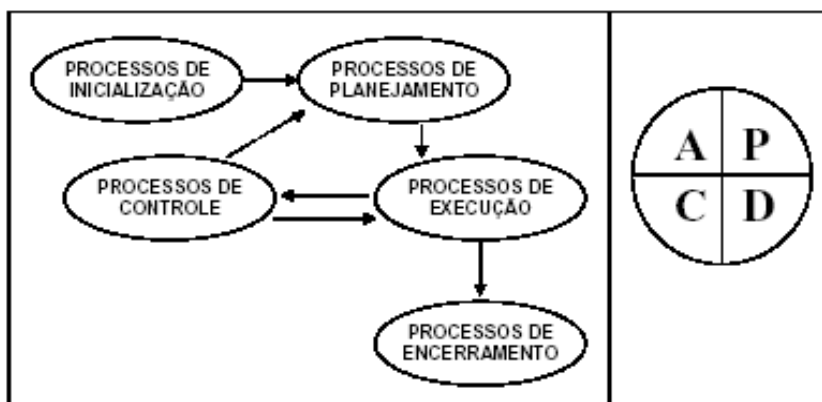 PROCESSOS DE
INICIALIZAÇÃO
PROCESSOS DE
PLANEJAMENTO
PROCESSOS DE
CONTROLE
PROCESSOS DE
EXECUÇÃO
PROCESSOS DE
ENCERRAMENTO
A P
C D